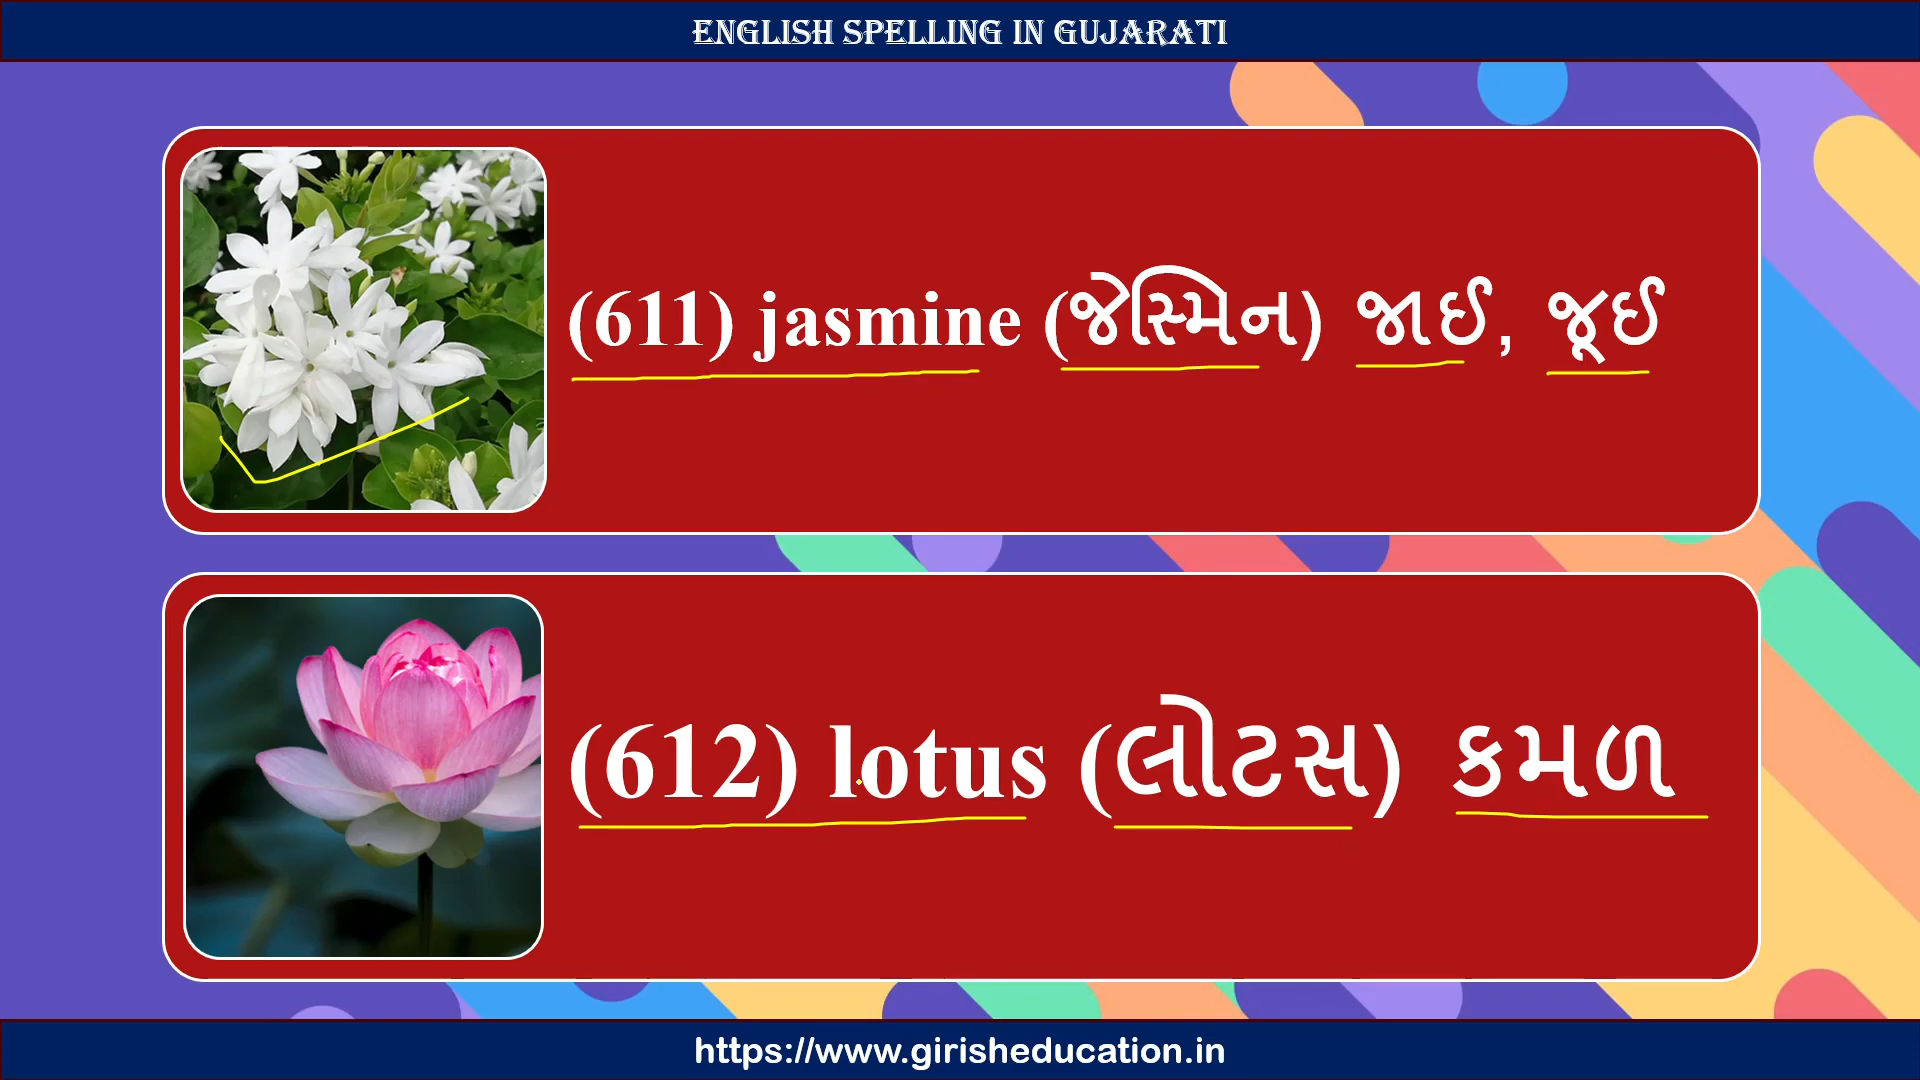 ENGLISH SPELLING IN GUJARATI
(611) jasmine (જેસ્મિન) જાઈ, જૂઈ
(612) lotus (લોટસ) કમળ
https://www.girisheducation.in